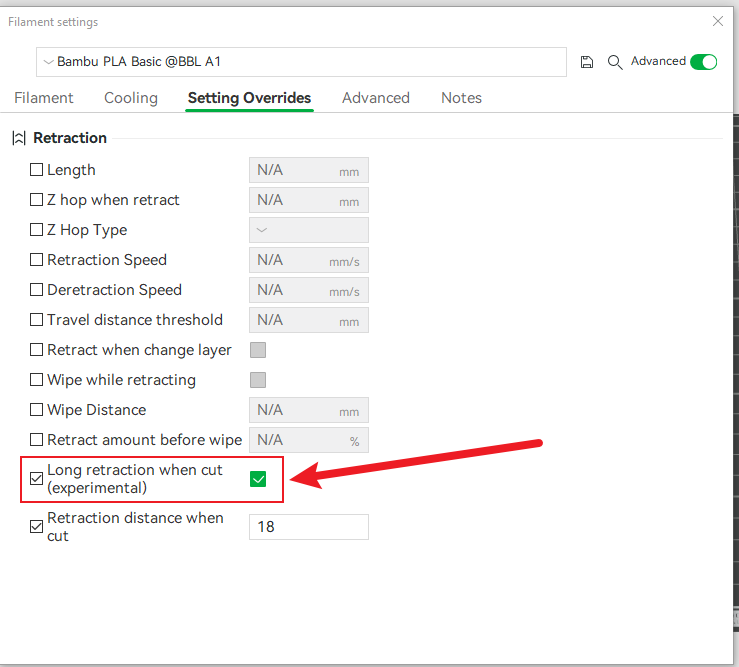 Filament settings
Bambu PLA Basic @BBL A1
Advanced
Filament Cooling Setting Overrides Advanced Notes
Retraction
Length N/A mm
Z hop when retract N/A mm
Z Hop Type
Retraction Speed N/A mm/s
Deretraction Speed N/A mm/s
Travel distance threshold N/A mm
Retract when change layer
Wipe while retracting
Wipe Distance N/A mm
Retract amount before wipe N/A %
Long retraction when cut
(experimental)
Retraction distance when
cut
18